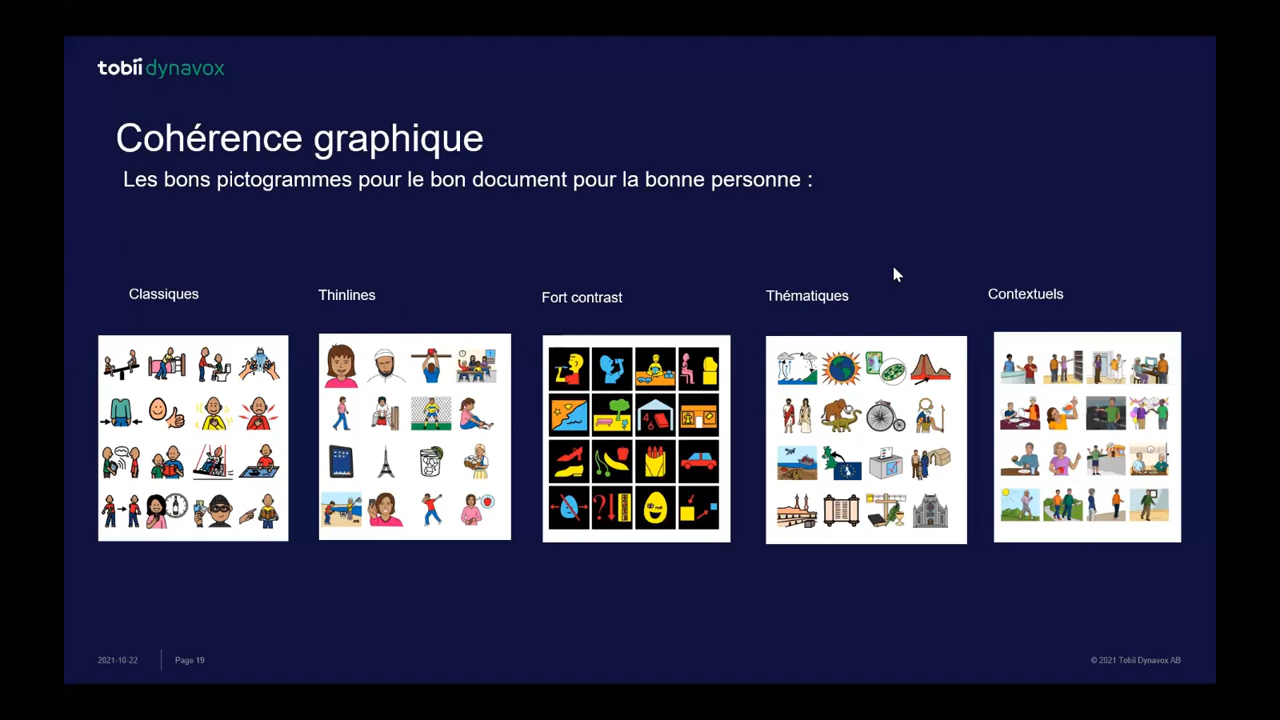 tobii dynavox
Cohérence graphique
Les bons pictogrammes pour le bon document pour la bonne personne :
Classiques
Thinlines
Fort contrast
Thématiques
Contextuels
2021-10-22
Page 19
© 2021 Tobii Dynavox AB